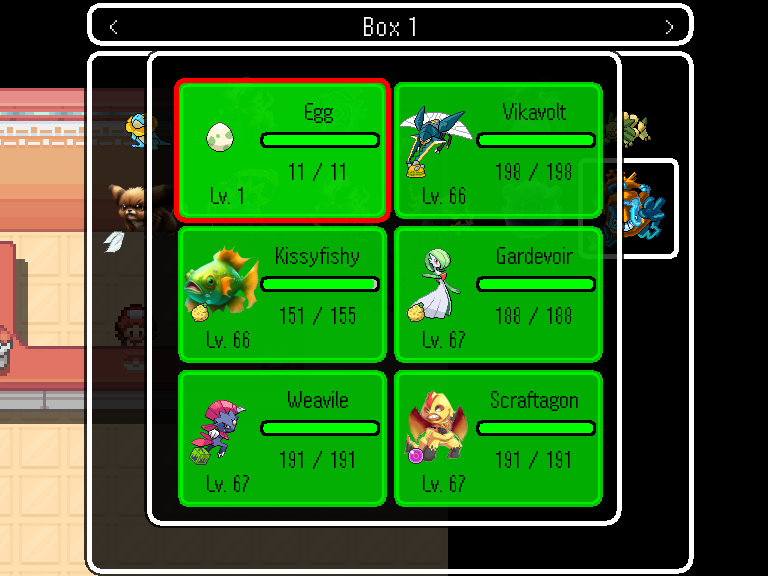 < Box 1 >
Egg
11 / 11
Lv. 1
Vikavolt
198 / 198
Lv. 66
Kissyfishy
151 / 155
Lv. 66
Gardevoir
188 / 188
Lv. 67
Weavile
191 / 191
Lv. 67
Scraftagon
191 / 191
Lv. 67